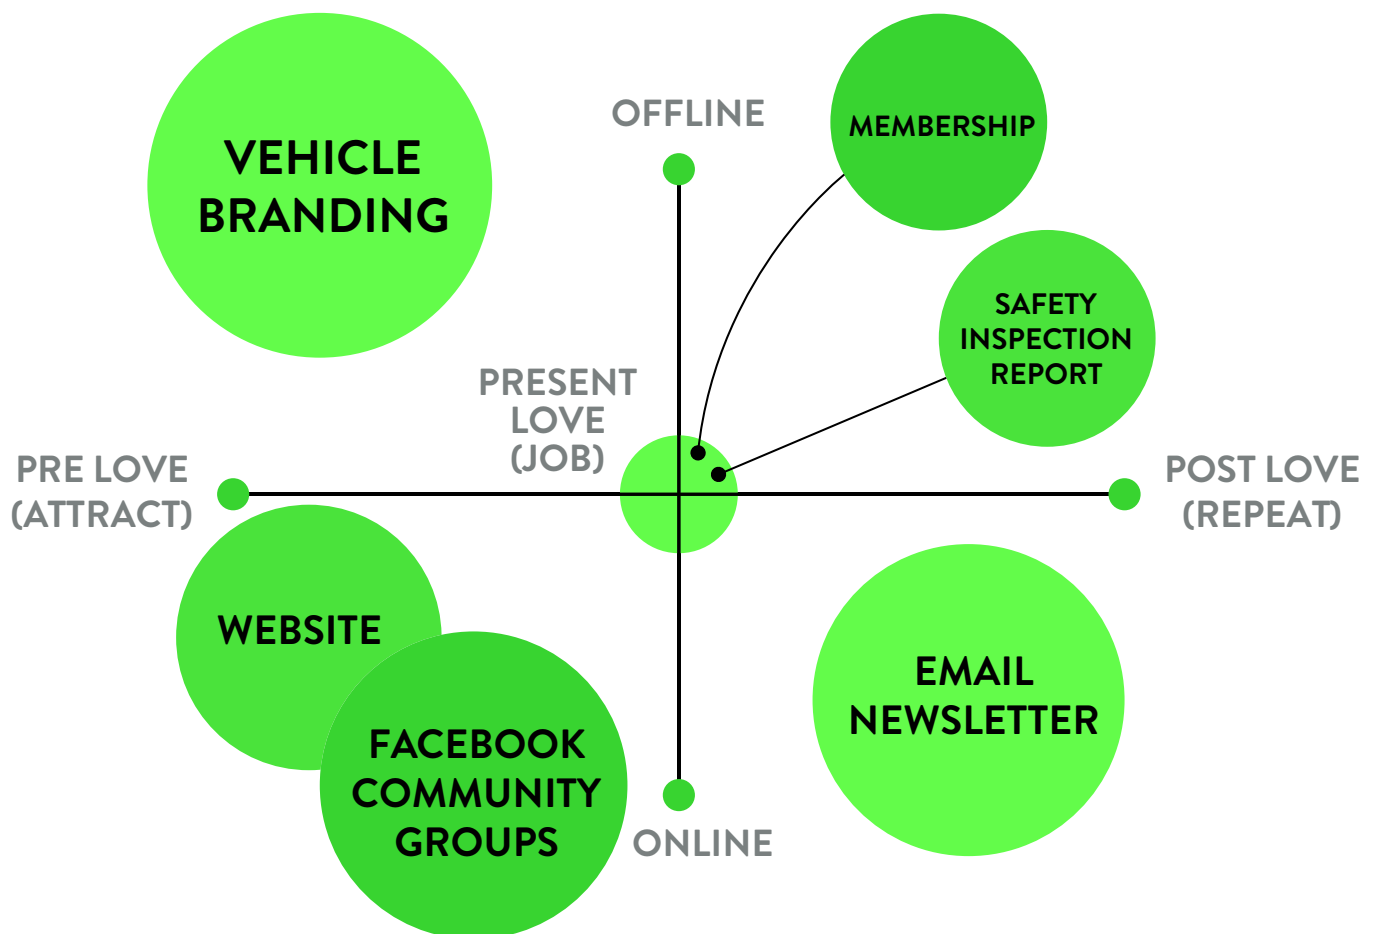 VEHICLE
BRANDING
OFFLINE
MEMBERSHIP
SAFETY
INSPECTION
REPORT
PRESENT
LOVE
(JOB)
PRE LOVE
(ATTRACT)
POST LOVE
(REPEAT)
WEBSITE
FACEBOOK
COMMUNITY
GROUPS
EMAIL
NEWSLETTER
ONLINE